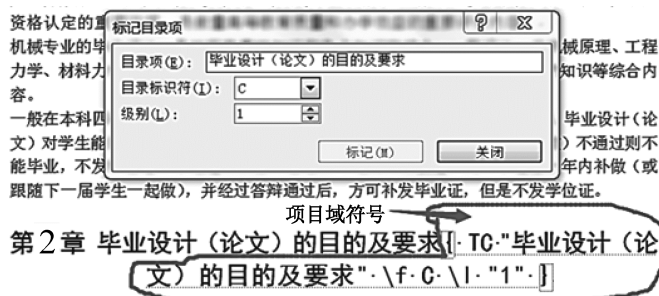 资格认定的重
标记目录项
机械专业的毕
械原理、工程
目录项(E): 毕业设计（论文）的目的及要求
力学、材料力
知识等综合内
目录标识符(I): C
容。
级别(L): 1
一般在本科四
毕业设计（论
文）对学生能
）不通过则不
标记(M) 关闭
能毕业，不发
年内补做（或
跟随下一届学生一起做），并经过答辩通过后，方可补发毕业证，但是不发学位证。
项目域符号
第2章 毕业设计（论文）的目的及要求{·TC·"毕业设计（论
文）的目的及要求"·\f·C·\l·"1"·}